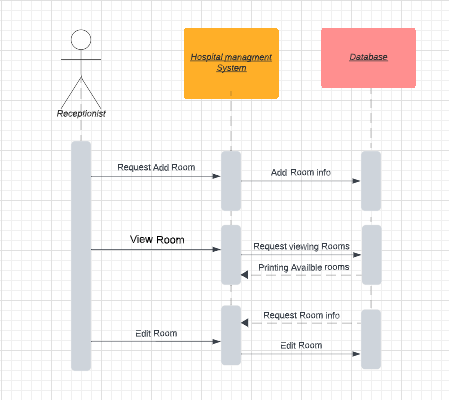 Hospital managment
System
Database
Receptionist
Request Add Room
Add Room info
View Room
Request viewing Rooms
Printing Availble rooms
Request Room info
Edit Room
Edit Room